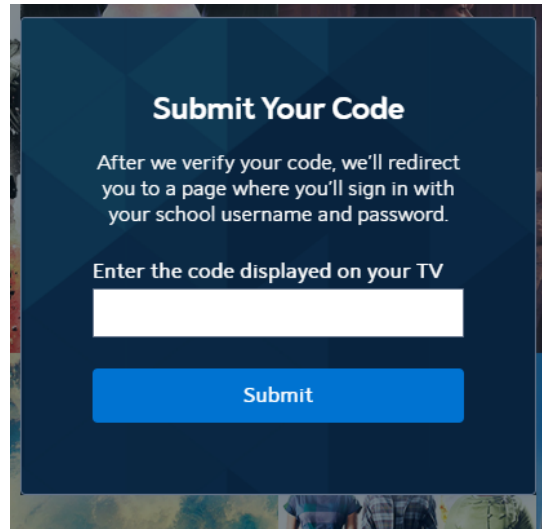 Submit Your Code
After we verify your code, we'll redirect
you to a page where you'll sign in with
your school username and password.
Enter the code displayed on your TV
Submit